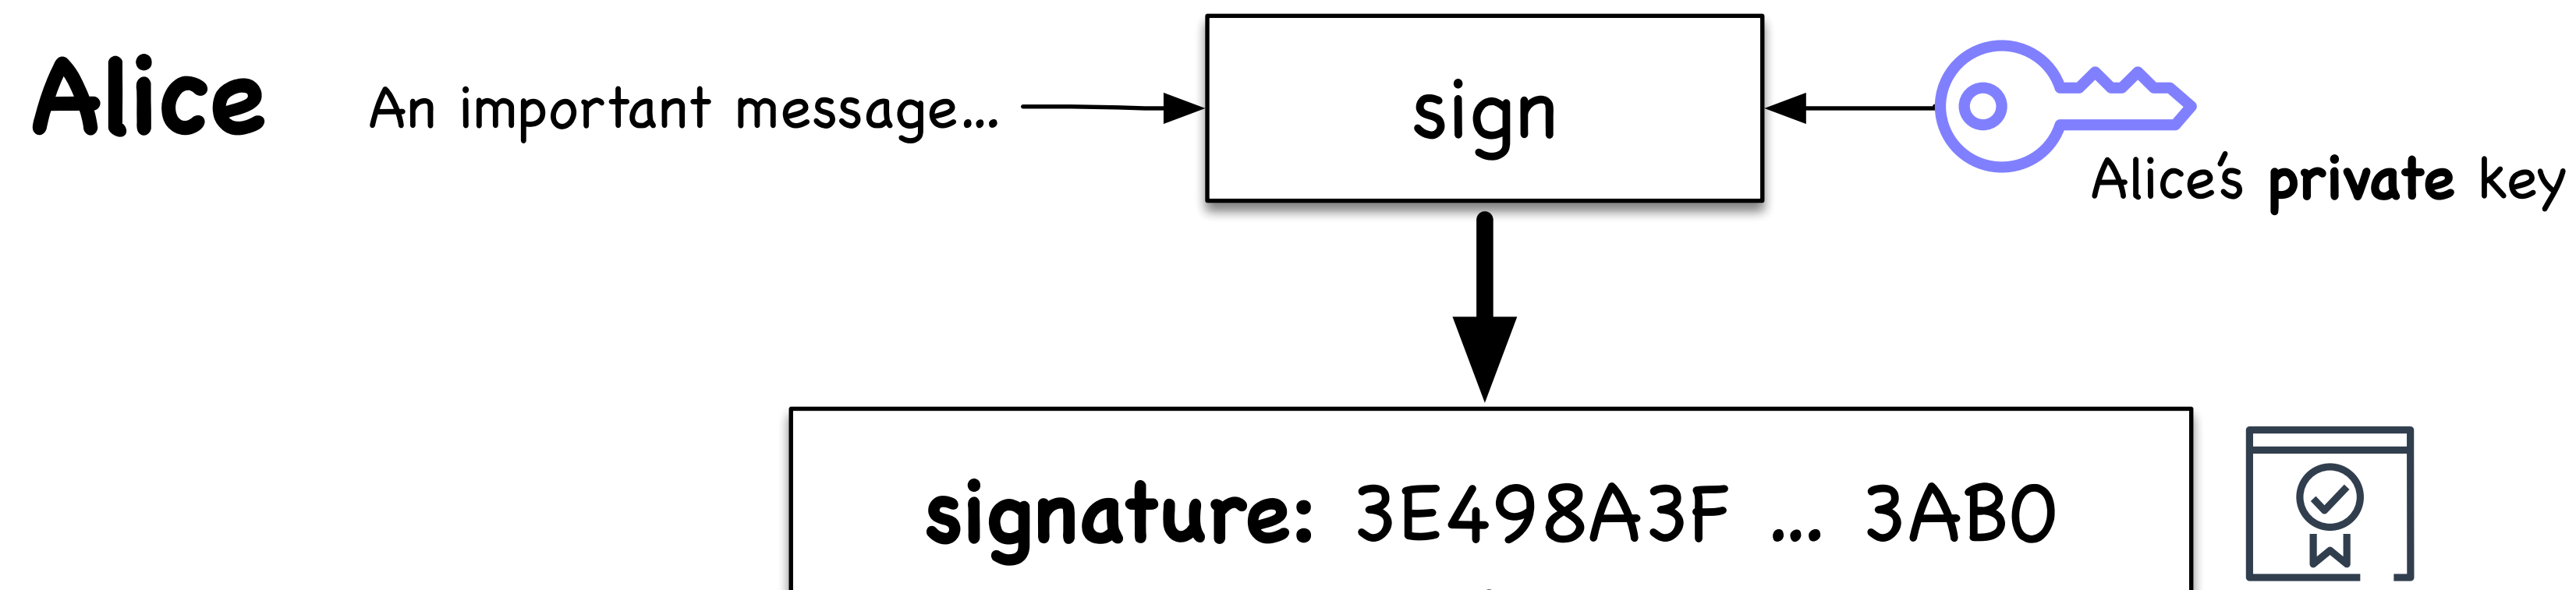 Alice
An important message...
sign
Alice's private key
signature: 3E498A3F ... 3AB0